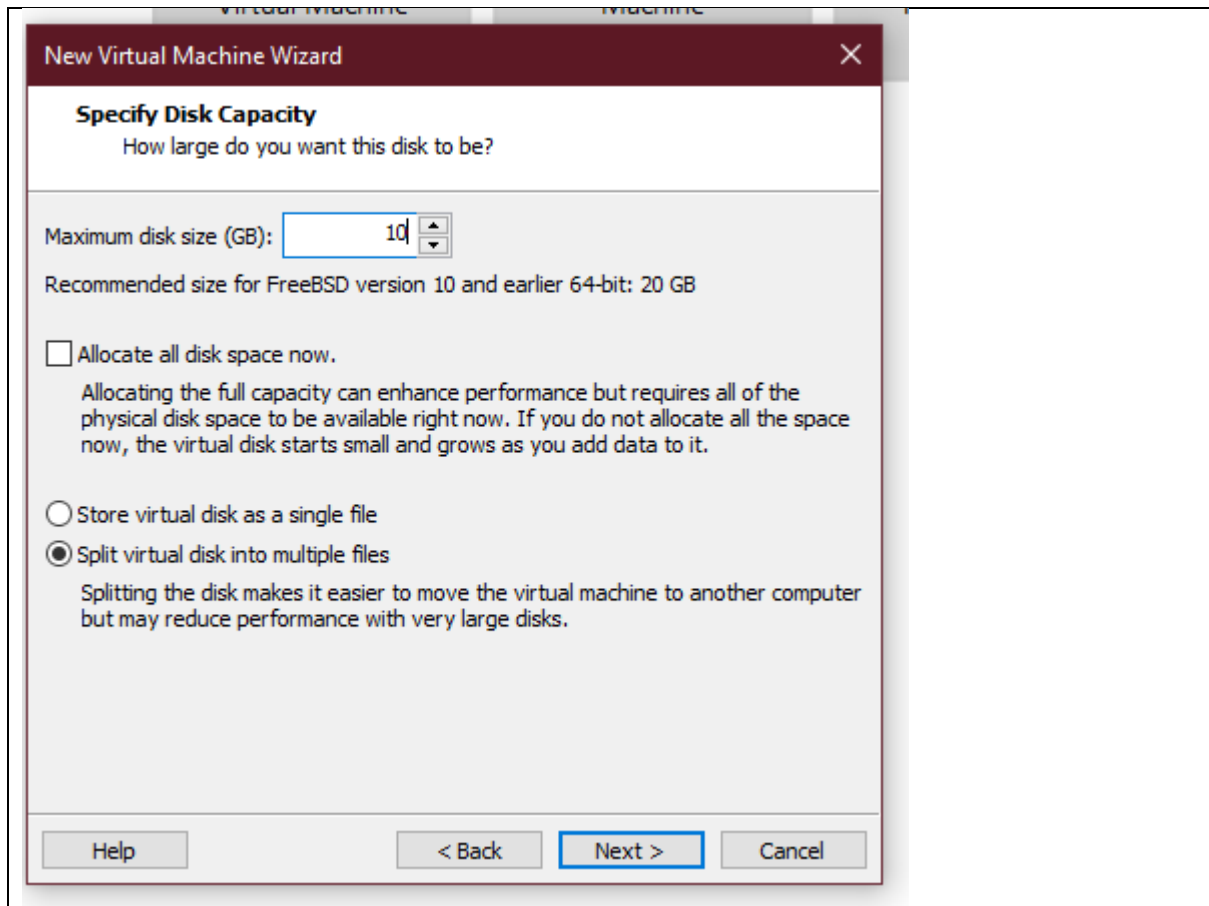 Virtual Machine Machine
New Virtual Machine Wizard
Specify Disk Capacity
How large do you want this disk to be?
Maximum disk size (GB): 10
Recommended size for FreeBSD version 10 and earlier 64-bit: 20 GB
Allocate all disk space now.
Allocating the full capacity can enhance performance but requires all of the
physical disk space to be available right now. If you do not allocate all the space
now, the virtual disk starts small and grows as you add data to it.
Store virtual disk as a single file
Split virtual disk into multiple files
Splitting the disk makes it easier to move the virtual machine to another computer
but may reduce performance with very large disks.
Help
< Back
Next >
Cancel